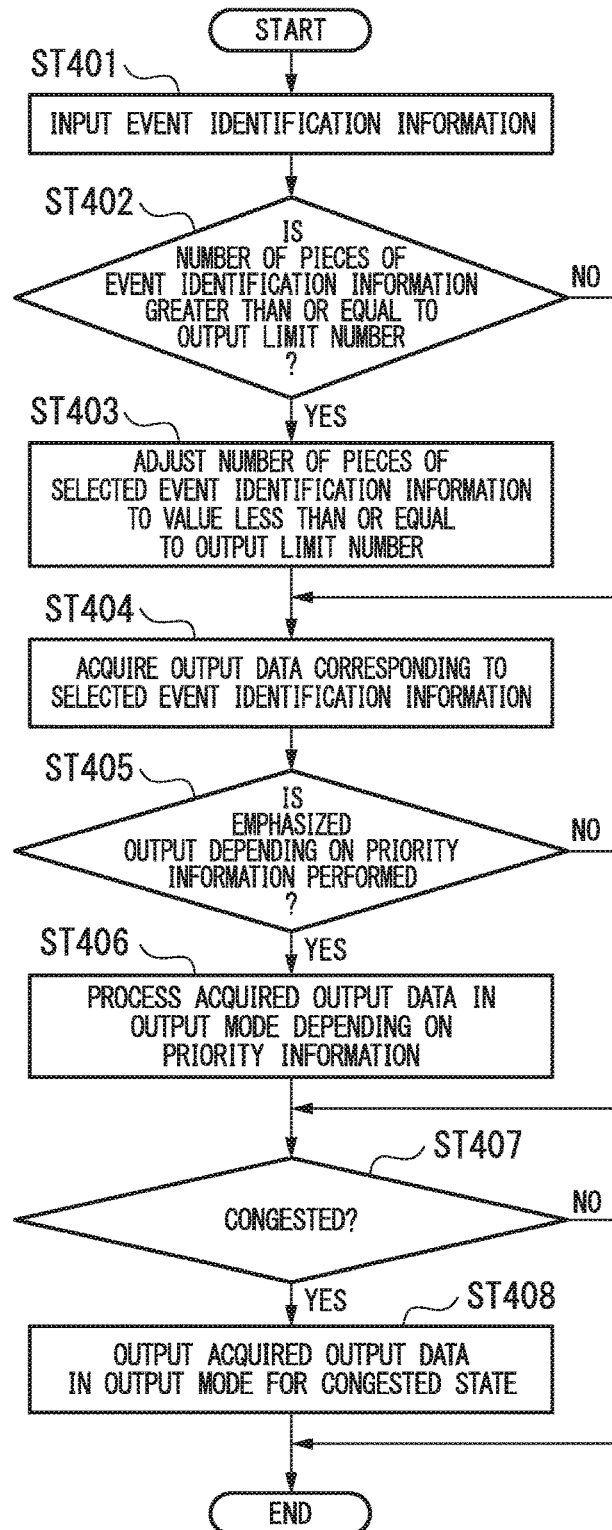 START
ST401
INPUT EVENT IDENTIFICATION INFORMATION
ST402
IS
NUMBER OF PIECES OF
EVENT IDENTIFICATION INFORMATION
GREATER THAN OR EQUAL TO
OUTPUT LIMIT NUMBER
?
NO
YES
ST403
ADJUST NUMBER OF PIECES OF
SELECTED EVENT IDENTIFICATION INFORMATION
TO VALUE LESS THAN OR EQUAL
TO OUTPUT LIMIT NUMBER
ST404
ACQUIRE OUTPUT DATA CORRESPONDING TO
SELECTED EVENT IDENTIFICATION INFORMATION
ST405
IS
EMPHASIZED
OUTPUT DEPENDING ON PRIORITY
INFORMATION PERFORMED
?
NO
YES
ST406
PROCESS ACQUIRED OUTPUT DATA IN
OUTPUT MODE DEPENDING ON
PRIORITY INFORMATION
ST407
CONGESTED?
NO
YES
ST408
OUTPUT ACQUIRED OUTPUT DATA
IN OUTPUT MODE FOR CONGESTED STATE
END